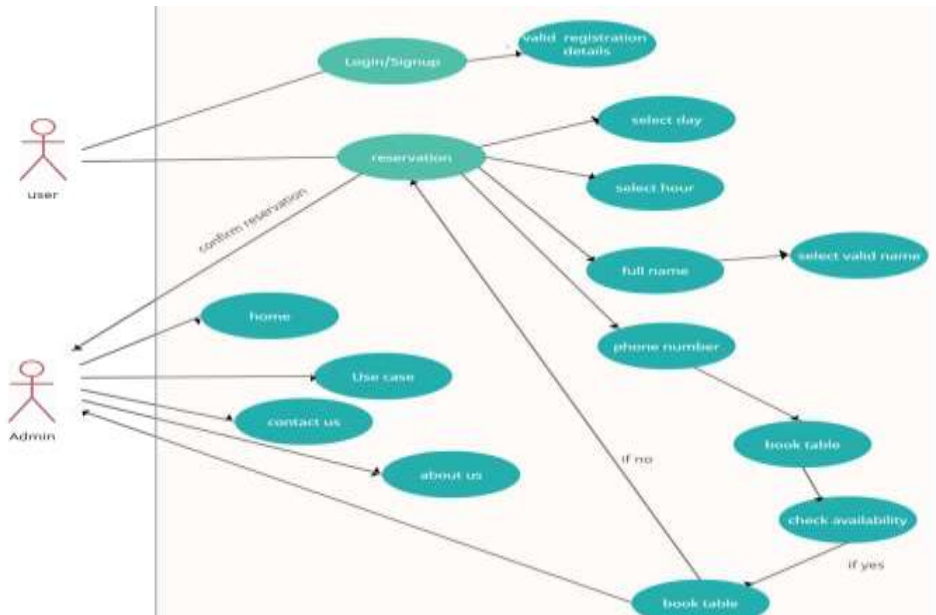 valid registration
details
Login/Signup
select day
reservation
user
select hour
confirm reservation
full name
select valid name
home
phone number
Use case
Admin
contact us
book table
about us
if no
check availability
if yes
book table